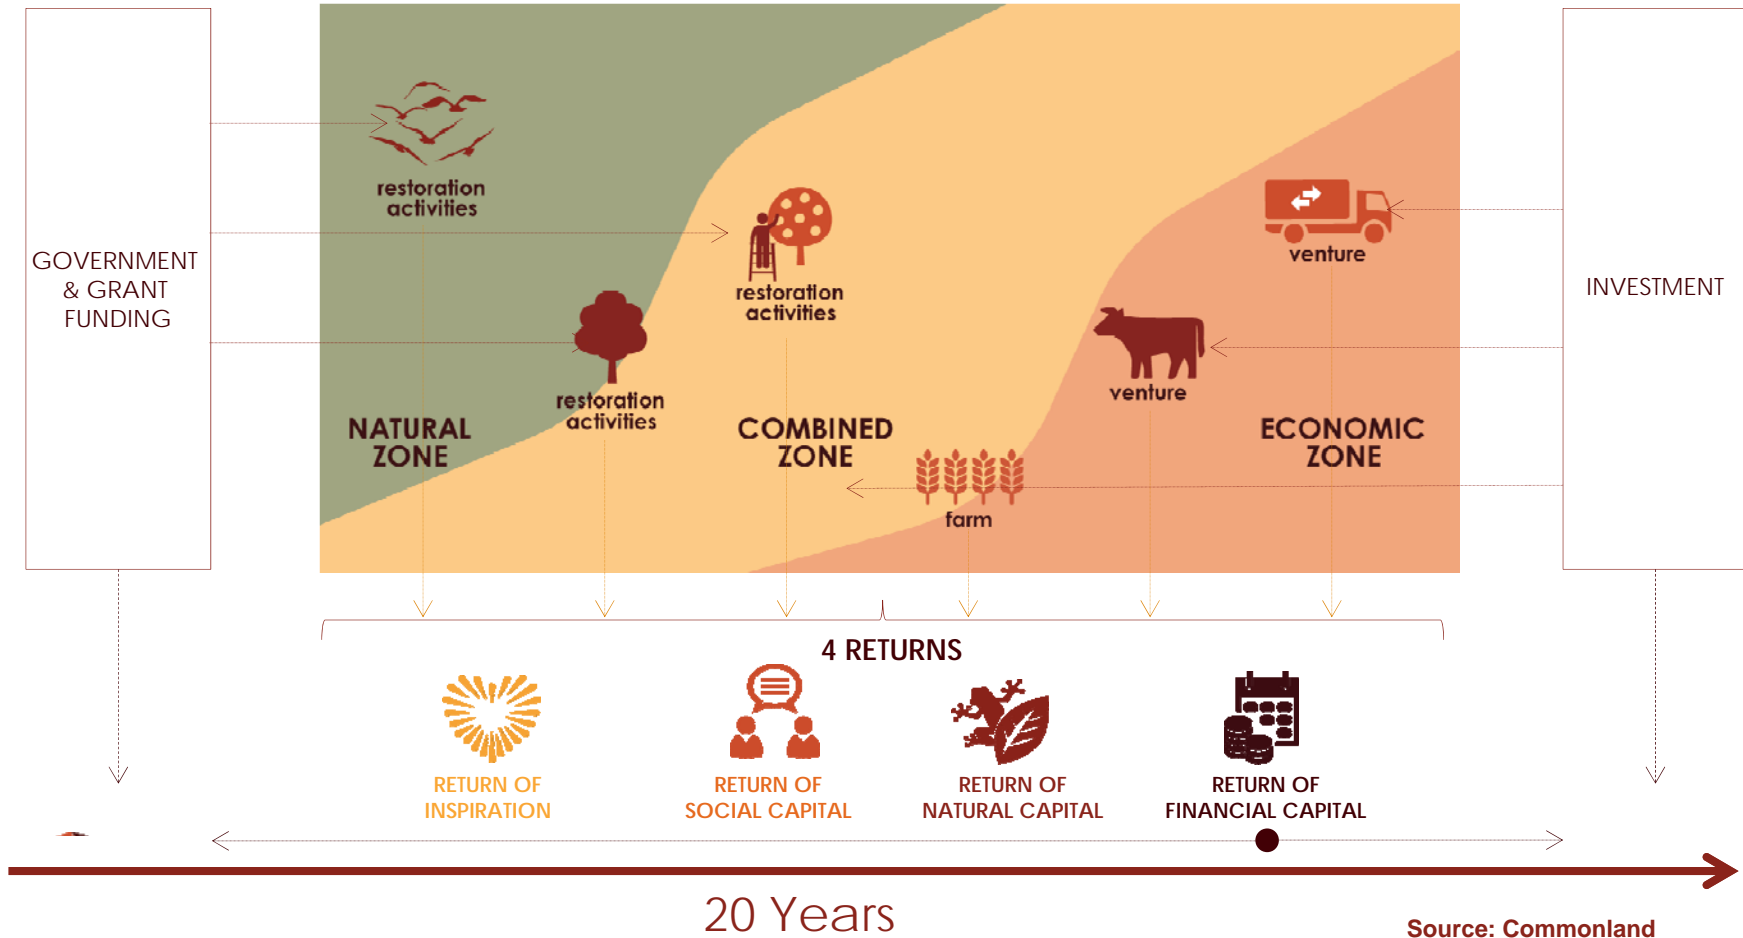 GOVERNMENT
& GRANT
FUNDING
restoration
activities
restoration
activities
restoration
activities
venture
venture
farm
NATURAL
ZONE
COMBINED
ZONE
ECONOMIC
ZONE
INVESTMENT
4 RETURNS
RETURN OF
INSPIRATION
RETURN OF
SOCIAL CAPITAL
RETURN OF
NATURAL CAPITAL
RETURN OF
FINANCIAL CAPITAL
20 Years
Source: Commonland